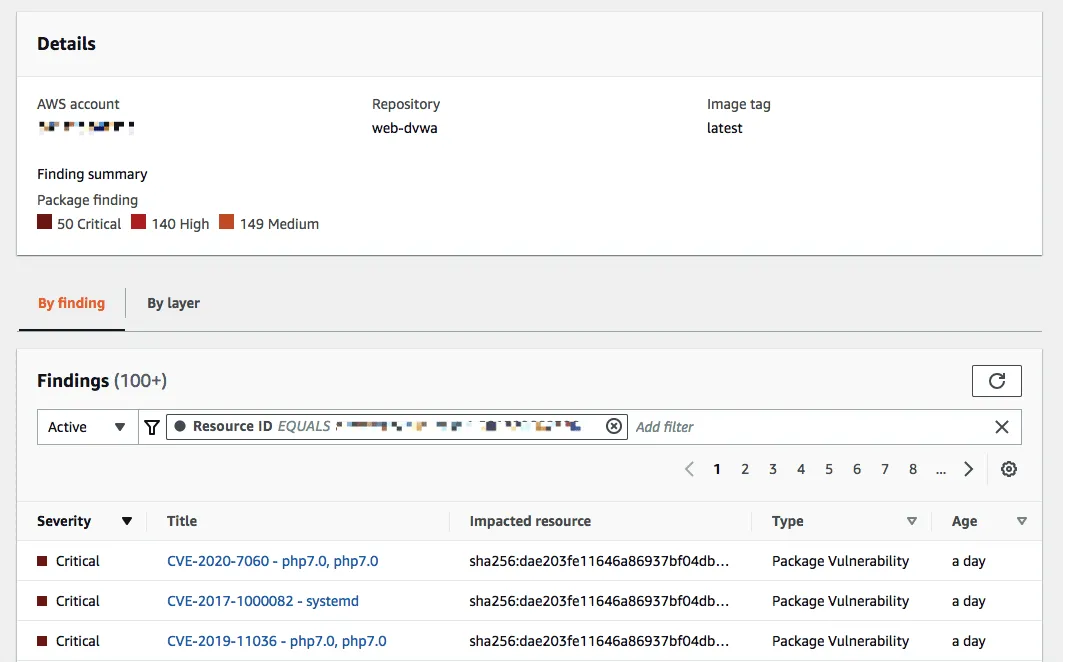 Details
AWS account Repository Image tag
web-dvwa latest
Finding summary
Package finding
50 Critical 140 High 149 Medium
By finding By layer
Findings (100+)
Active Resource ID EQUALS Add filter
1 2 3 4 5 6 7 8 ...
Severity Title Impacted resource Type Age
Critical CVE-2020-7060 - php7.0, php7.0 sha256:dae203fe11646a86937bf04db... Package Vulnerability a day
Critical CVE-2017-1000082 - systemd sha256:dae203fe11646a86937bf04db... Package Vulnerability a day
Critical CVE-2019-11036 - php7.0, php7.0 sha256:dae203fe11646a86937bf04db... Package Vulnerability a day